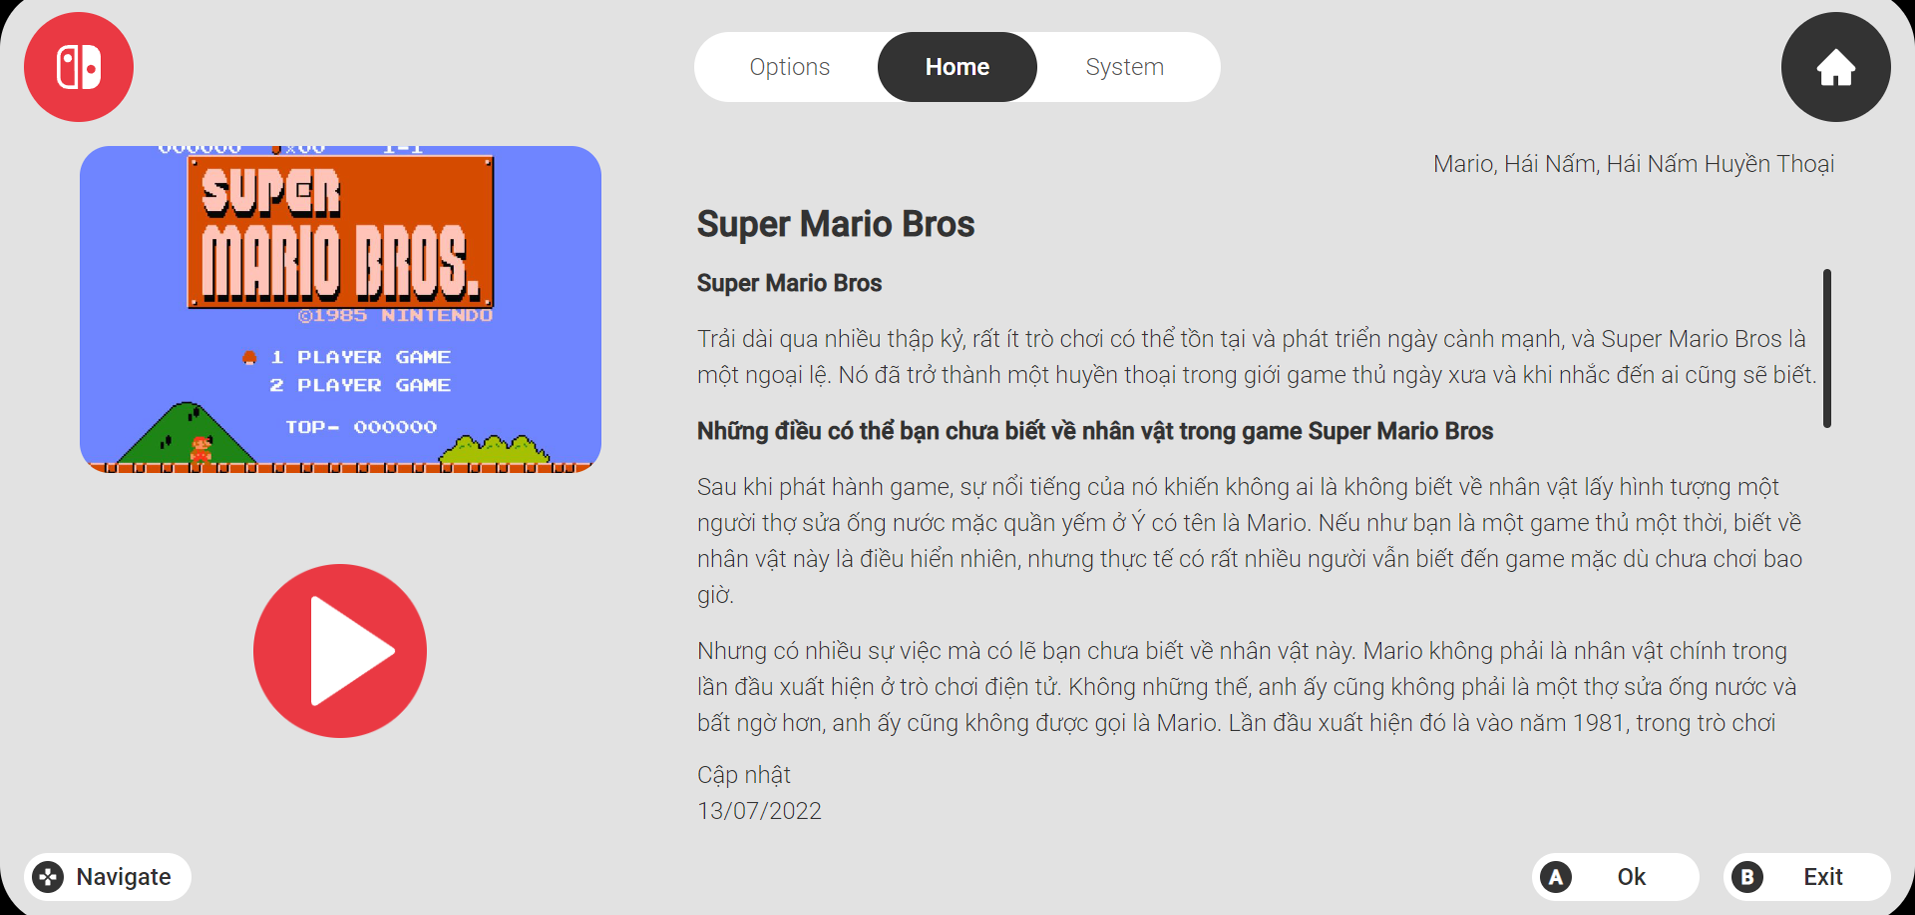 Options
Home
System
000000 x00 1-1
SUPER
MARIO BROS.
©1985 NINTENDO
1 PLAYER GAME
2 PLAYER GAME
TOP- 000000
Mario, Hái Nấm, Hái Nấm Huyền Thoại
Super Mario Bros
Super Mario Bros
Trải dài qua nhiều thập kỷ, rất ít trò chơi có thể tồn tại và phát triển ngày cành mạnh, và Super Mario Bros là
một ngoại lệ. Nó đã trở thành một huyền thoại trong giới game thủ ngày xưa và khi nhắc đến ai cũng sẽ biết.
Những điều có thể bạn chưa biết về nhân vật trong game Super Mario Bros
Sau khi phát hành game, sự nổi tiếng của nó khiến không ai là không biết về nhân vật lấy hình tượng một
người thợ sửa ống nước mặc quần yếm ở Ý có tên là Mario. Nếu như bạn là một game thủ một thời, biết về
nhân vật này là điều hiển nhiên, nhưng thực tế có rất nhiều người vẫn biết đến game mặc dù chưa chơi bao
giờ.
Nhưng có nhiều sự việc mà có lẽ bạn chưa biết về nhân vật này. Mario không phải là nhân vật chính trong
lần đầu xuất hiện ở trò chơi điện tử. Không những thế, anh ấy cũng không phải là một thợ sửa ống nước và
bất ngờ hơn, anh ấy cũng không được gọi là Mario. Lần đầu xuất hiện đó là vào năm 1981, trong trò chơi
Cập nhật
13/07/2022
Navigate
A Ok
B Exit